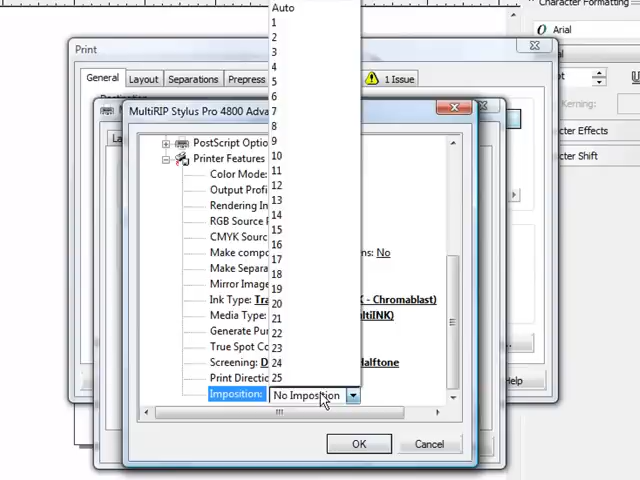 Character Formatting
Auto
1
2
3
4
5
6
7
8
9
10
11
12
13
14
15
16
17
18
19
20
21
22
23
24
25
Print
Arial
General Layout Separations Prepress 1 Issue
Kerning:
MultiRIP Stylus Pro 4800 Adva
cter Effects
cter Shift
PostScript Optio
Printer Features
Color Mode:
Output Profi
Rendering In
RGB Source P
CMYK Sourc
Make compo ns: No
Make Separa
Mirror Image
Ink Type: Tra K - Chromablast)
Media Type: ltiINK)
Generate Pur
True Spot Co
Screening: D Halftone
Print Directio
Imposition: No Imposition
Help
OK Cancel